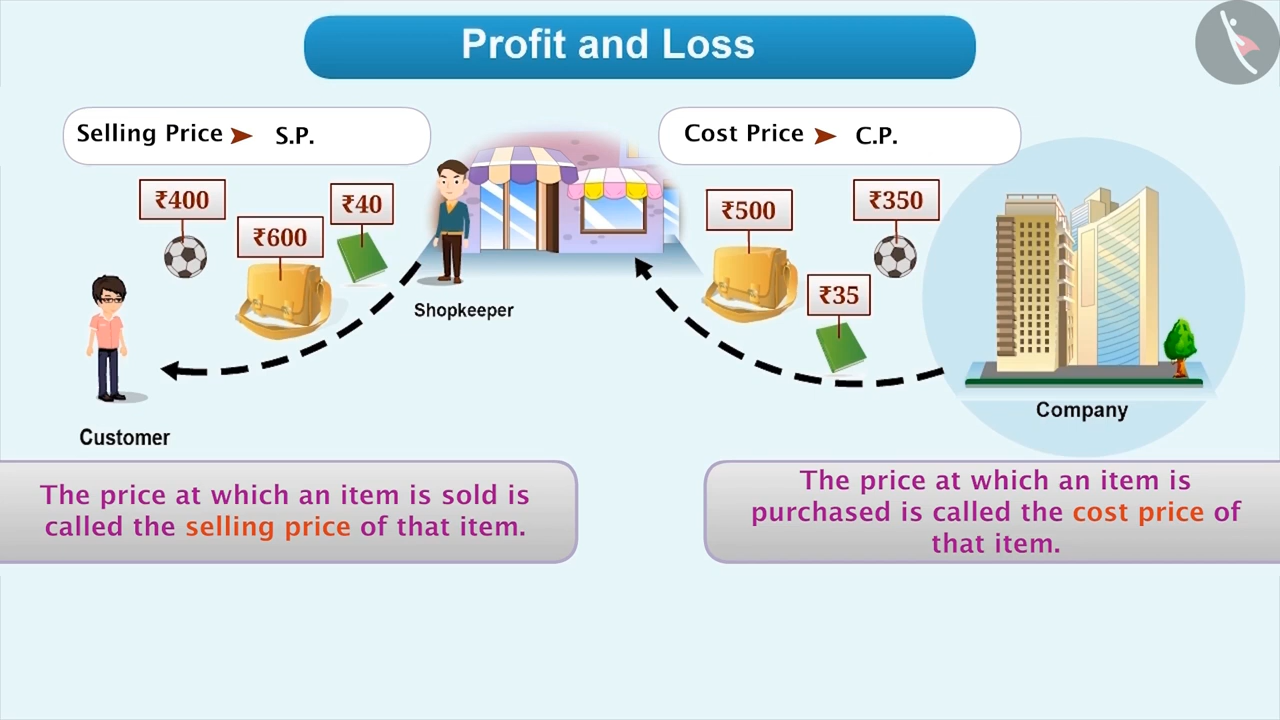 Profit and Loss
Selling Price ➤ S.P.
Cost Price ➤ C.P.
₹400
₹600
₹40
₹500
₹350
₹35
Shopkeeper
Customer
Company
The price at which an item is sold is
called the selling price of that item.
The price at which an item is
purchased is called the cost price of
that item.